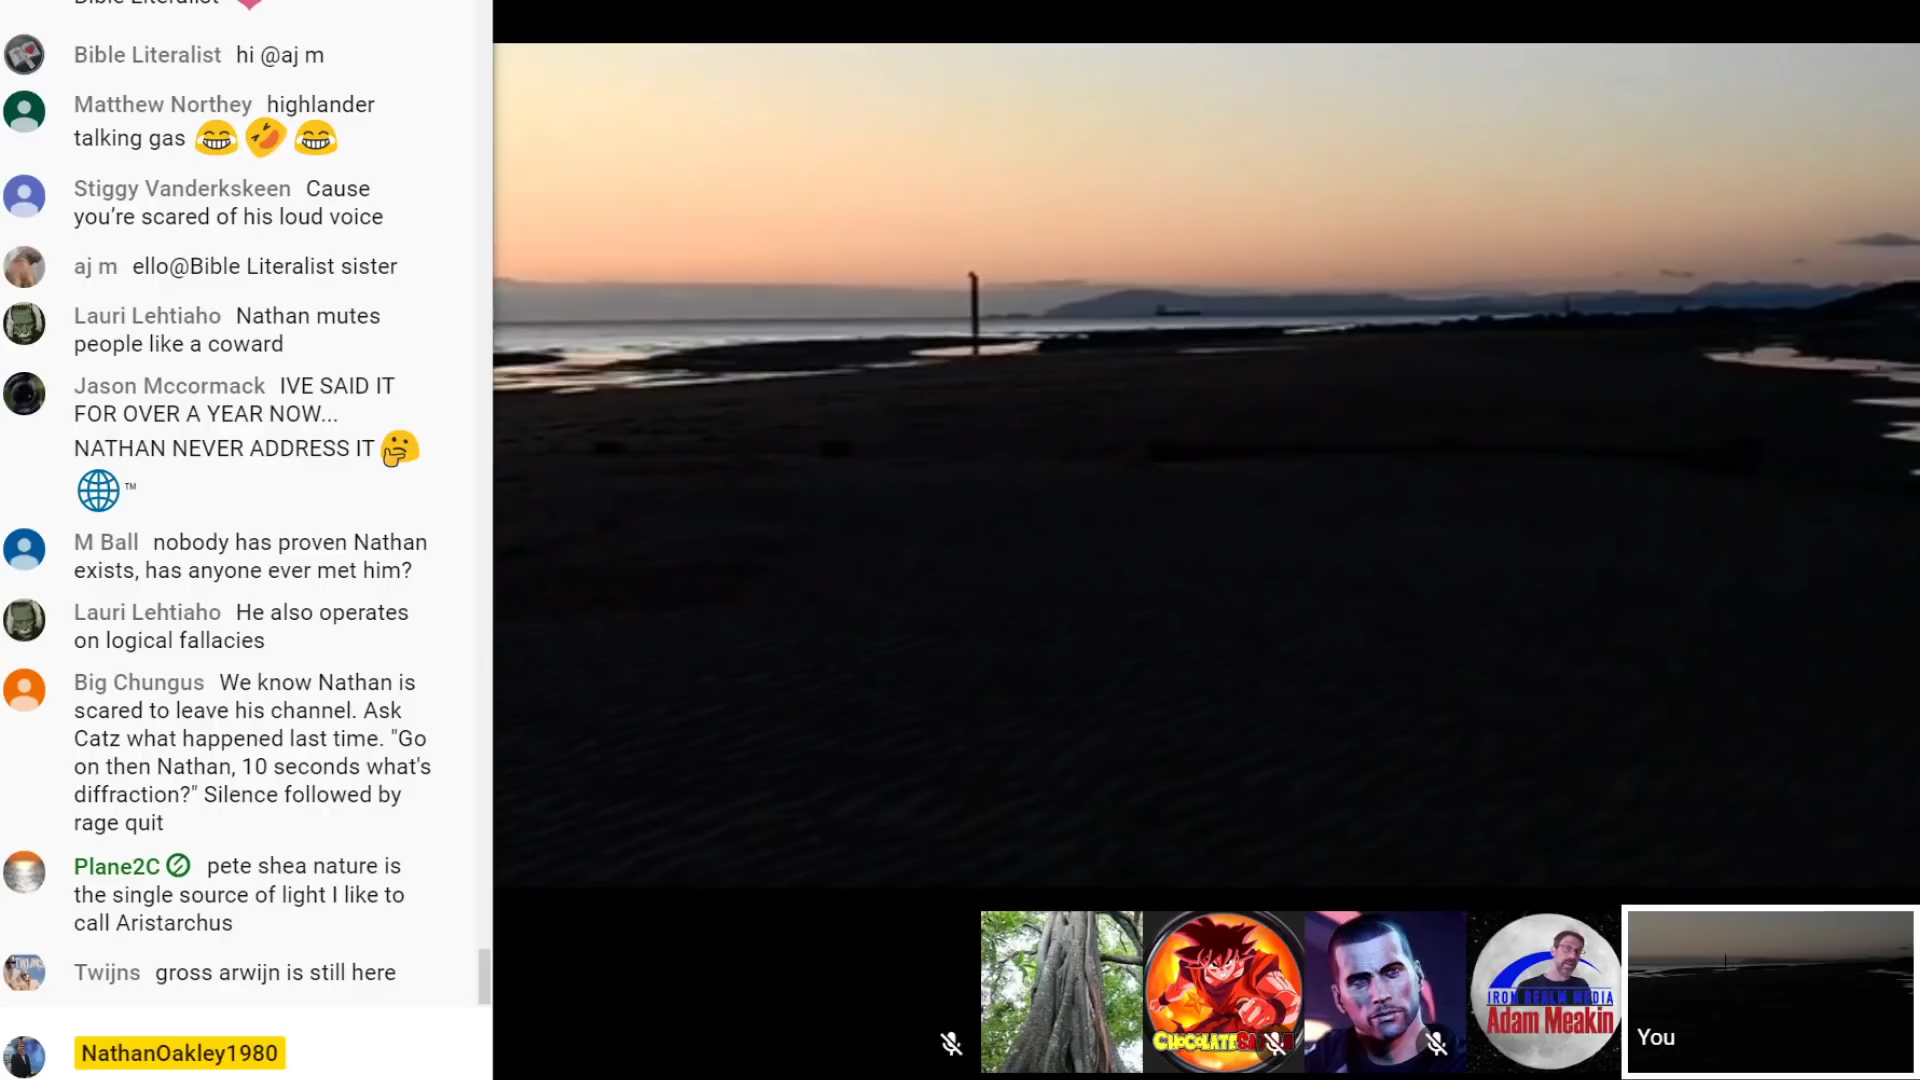 Bible Literalist
Bible Literalist hi @aj m
Matthew Northey highlander
talking gas
Stiggy Vanderkskeen Cause
you’re scared of his loud voice
aj m ello@Bible Literalist sister
Lauri Lehtiaho Nathan mutes
people like a coward
Jason Mccormack IVE SAID IT
FOR OVER A YEAR NOW...
NATHAN NEVER ADDRESS IT
™
M Ball nobody has proven Nathan
exists, has anyone ever met him?
Lauri Lehtiaho He also operates
on logical fallacies
Big Chungus We know Nathan is
scared to leave his channel. Ask
Catz what happened last time. "Go
on then Nathan, 10 seconds what's
diffraction?" Silence followed by
rage quit
Plane2C pete shea nature is
the single source of light I like to
call Aristarchus
Twijns gross arwijn is still here
NathanOakley1980
IRON REALM MEDIA
Adam Meakin
You